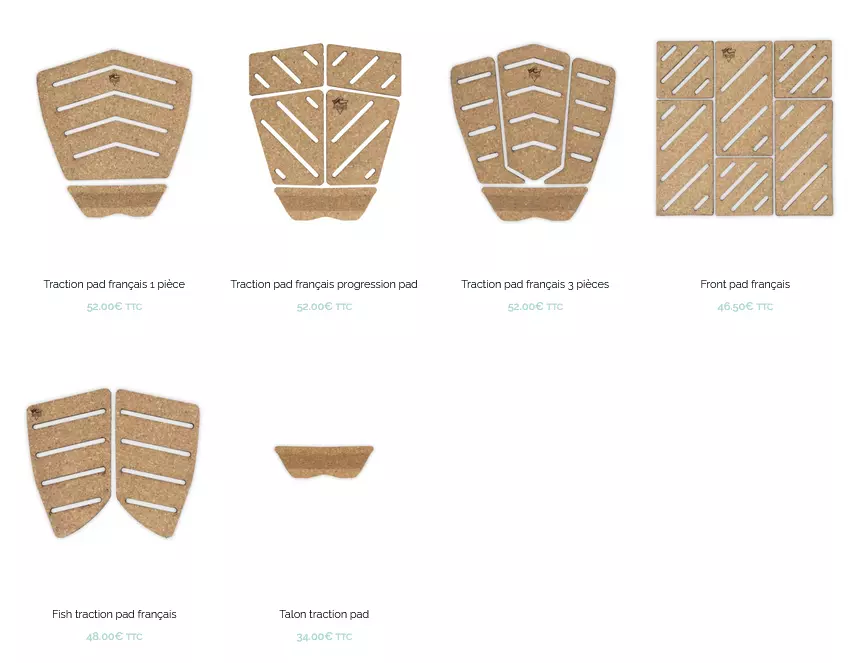 Traction pad français 1 pièce
52.00€ TTC
Traction pad français progression pad
52.00€ TTC
Traction pad français 3 pièces
52.00€ TTC
Front pad français
46.50€ TTC
Fish traction pad français
48.00€ TTC
Talon traction pad
34.00€ TTC